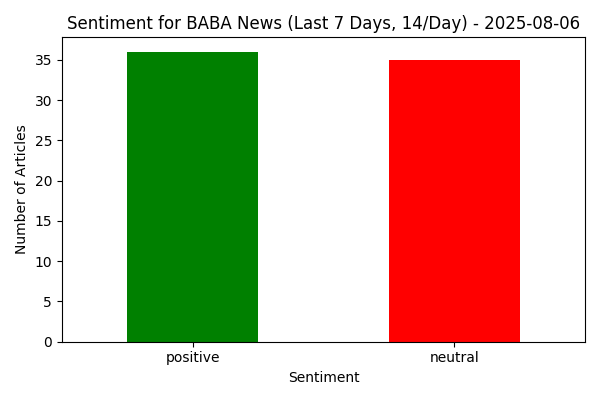 Sentiment for BABA News (Last 7 Days, 14/Day) - 2025-08-06
Number of Articles
35
30
25
20
15
10
5
0
positive neutral
Sentiment